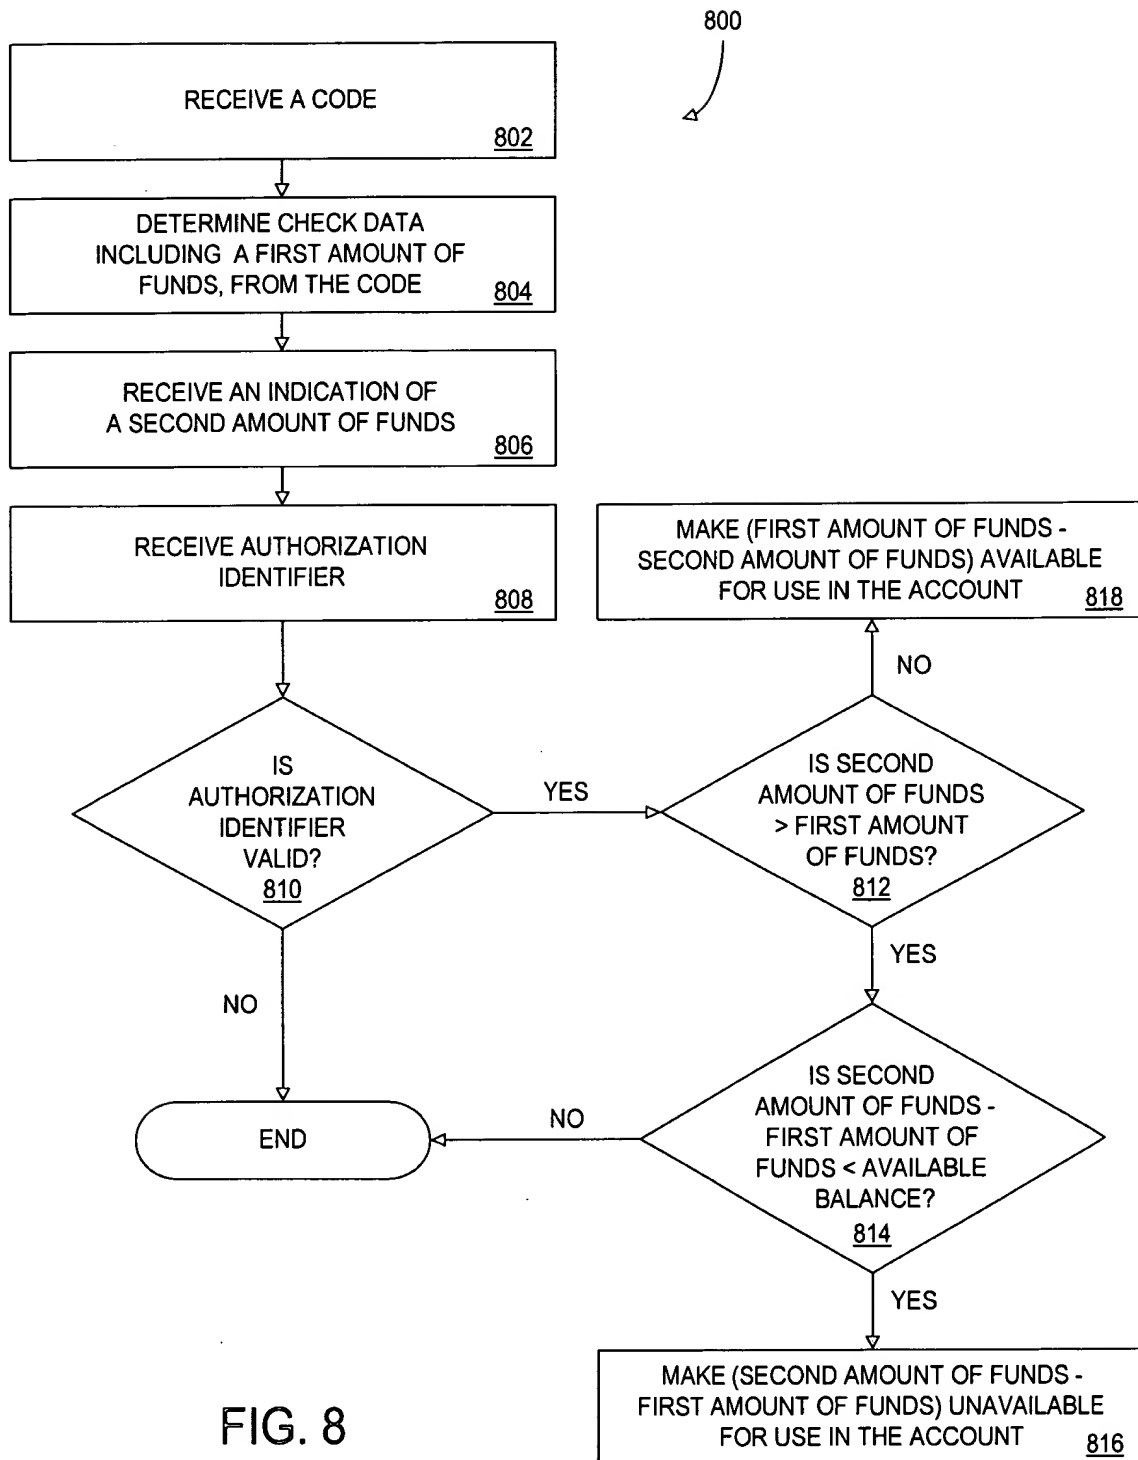 800
RECEIVE A CODE
802
DETERMINE CHECK DATA
INCLUDING A FIRST AMOUNT OF
FUNDS, FROM THE CODE
804
RECEIVE AN INDICATION OF
A SECOND AMOUNT OF FUNDS
806
RECEIVE AUTHORIZATION
IDENTIFIER
808
MAKE (FIRST AMOUNT OF FUNDS -
SECOND AMOUNT OF FUNDS) AVAILABLE
FOR USE IN THE ACCOUNT
818
NO
IS
AUTHORIZATION
IDENTIFIER
VALID?
810
YES
IS SECOND
AMOUNT OF FUNDS
> FIRST AMOUNT
OF FUNDS?
812
YES
NO
IS SECOND
AMOUNT OF FUNDS -
FIRST AMOUNT OF
FUNDS < AVAILABLE
BALANCE?
814
NO
END
YES
MAKE (SECOND AMOUNT OF FUNDS -
FIRST AMOUNT OF FUNDS) UNAVAILABLE
FOR USE IN THE ACCOUNT
816
FIG. 8